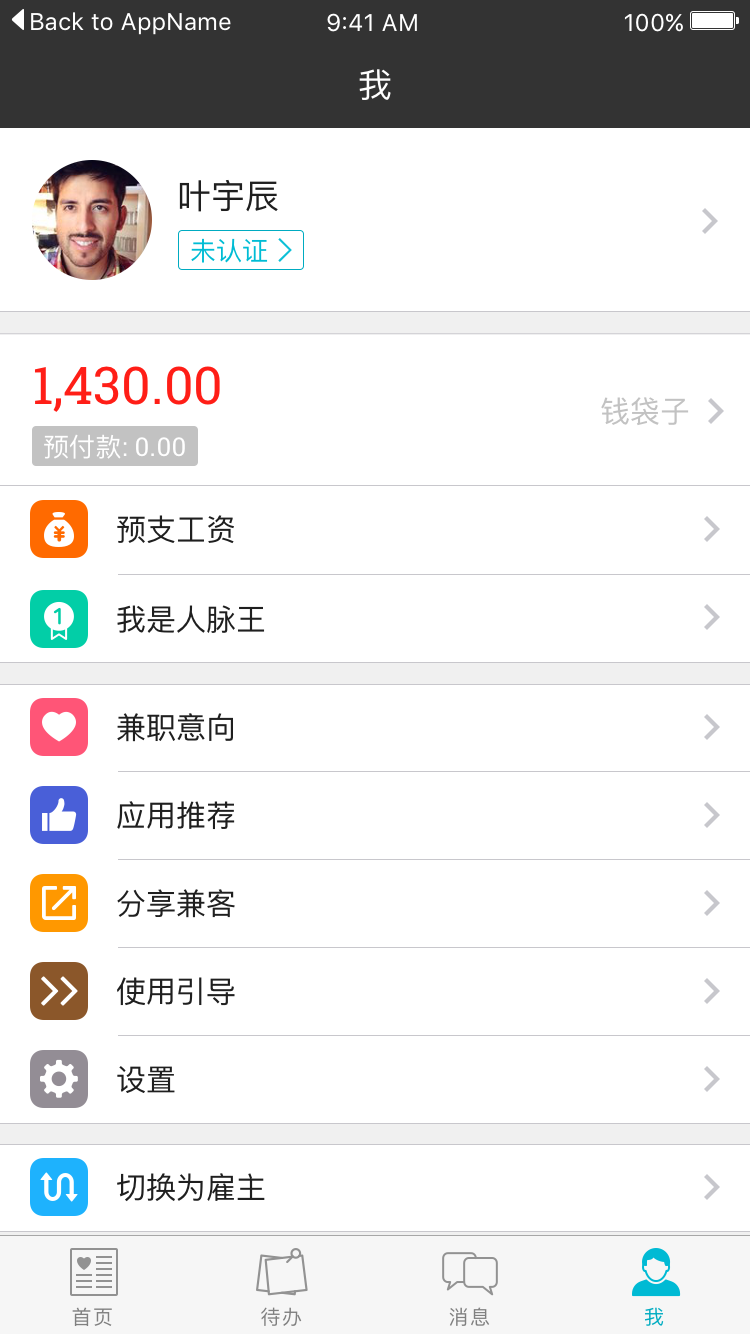 Back to AppName 9:41 AM 100%
我
叶宇辰
未认证
1,430.00
钱袋子
预付款: 0.00
预支工资
1
我是人脉王
兼职意向
应用推荐
分享兼客
使用引导
设置
切换为雇主
首页 待办 消息 我